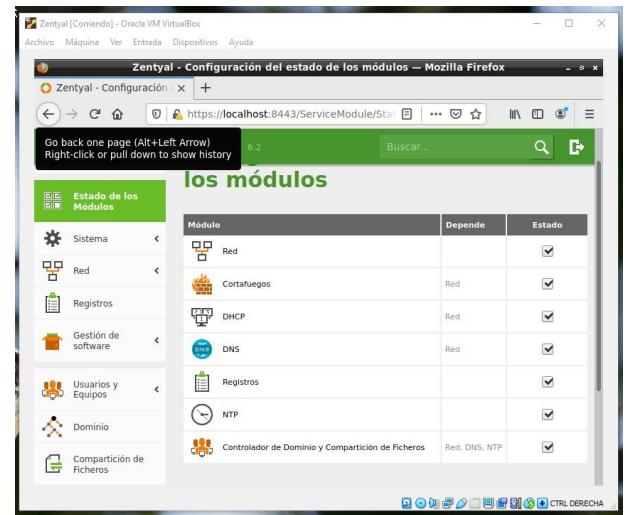 Zentyal [Corriendo] - Oracle VM VirtualBox
Archivo Máquina Ver Entrada Dispositivos Ayuda
Zentyal - Configuración del estado de los módulos — Mozilla Firefox
Zentyal - Configuración
https://localhost:8443/ServiceModule/Sta
Go back one page (Alt+Left Arrow)
Right-click or pull down to show history
6.2
Buscar...
los módulos
Estado de los
Módulos
Sistema
Red
Registros
Gestión de
software
Usuarios y
Equipos
Dominio
Compartición de
Ficheros
Módulo Depende Estado
Red
Cortafuegos Red
DHCP Red
DNS DNS Red
Registros
NTP
Controlador de Dominio y Compartición de Ficheros Red, DNS, NTP
CTRL DERECHA